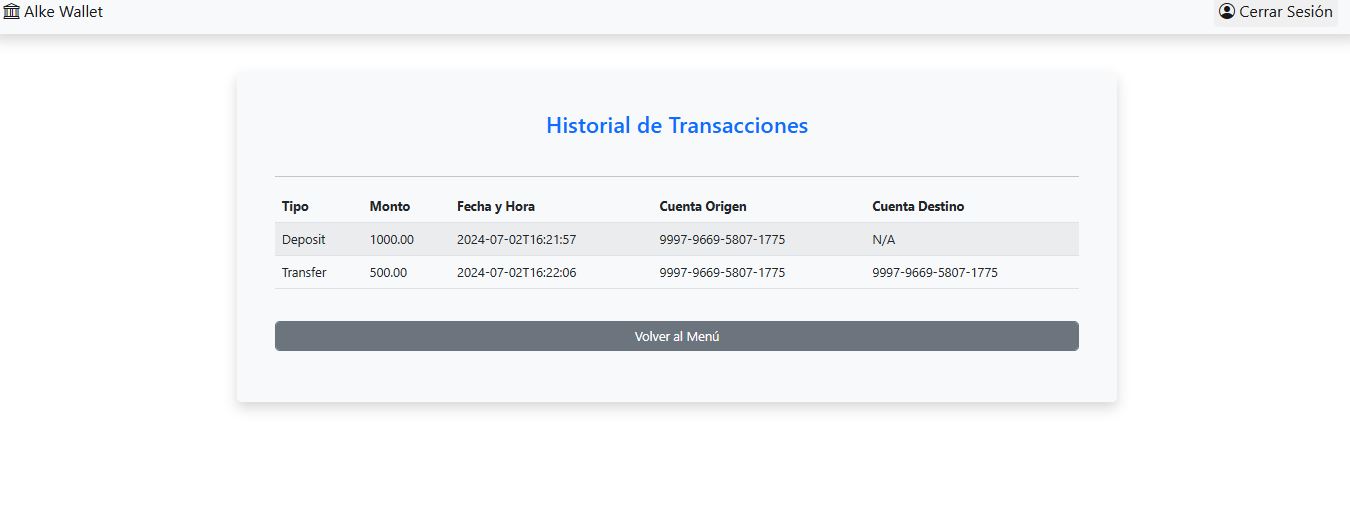 Alke Wallet Cerrar Sesión
Historial de Transacciones
Tipo Monto Fecha y Hora Cuenta Origen Cuenta Destino
Deposit 1000.00 2024-07-02T16:21:57 9997-9669-5807-1775 N/A
Transfer 500.00 2024-07-02T16:22:06 9997-9669-5807-1775 9997-9669-5807-1775
Volver al Menú